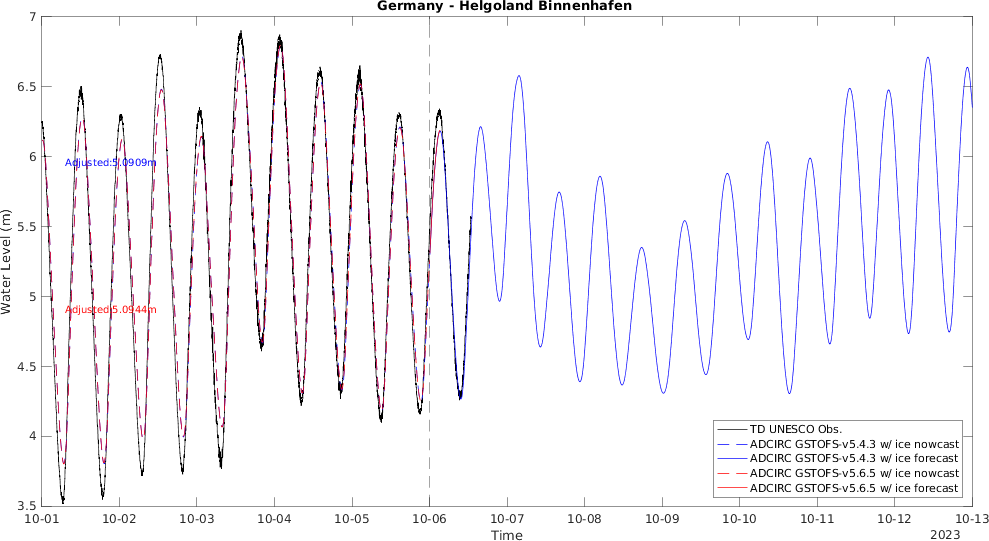 Germany - Helgoland Binnenhafen
Water Level (m)
7
6.5
6
5.5
5
4.5
4
3.5
Adjusted:5.0909m
Adjusted:5.0944m
TD UNESCO Obs.
ADCIRC GSTOFS-v5.4.3 w/ ice nowcast
ADCIRC GSTOFS-v5.4.3 w/ ice forecast
ADCIRC GSTOFS-v5.6.5 w/ ice nowcast
ADCIRC GSTOFS-v5.6.5 w/ ice forecast
10-01 10-02 10-03 10-04 10-05 10-06 10-07 10-08 10-09 10-10 10-11 10-12 10-13
Time
2023